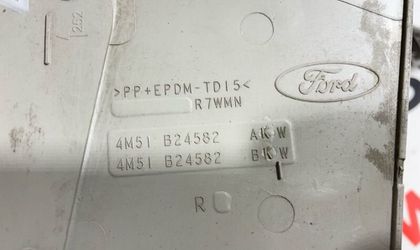 252
>PP+EPDM-TD15<
R7WMN
Ford
4M51 B24582 AKW
4M51 B24582 BKW
R